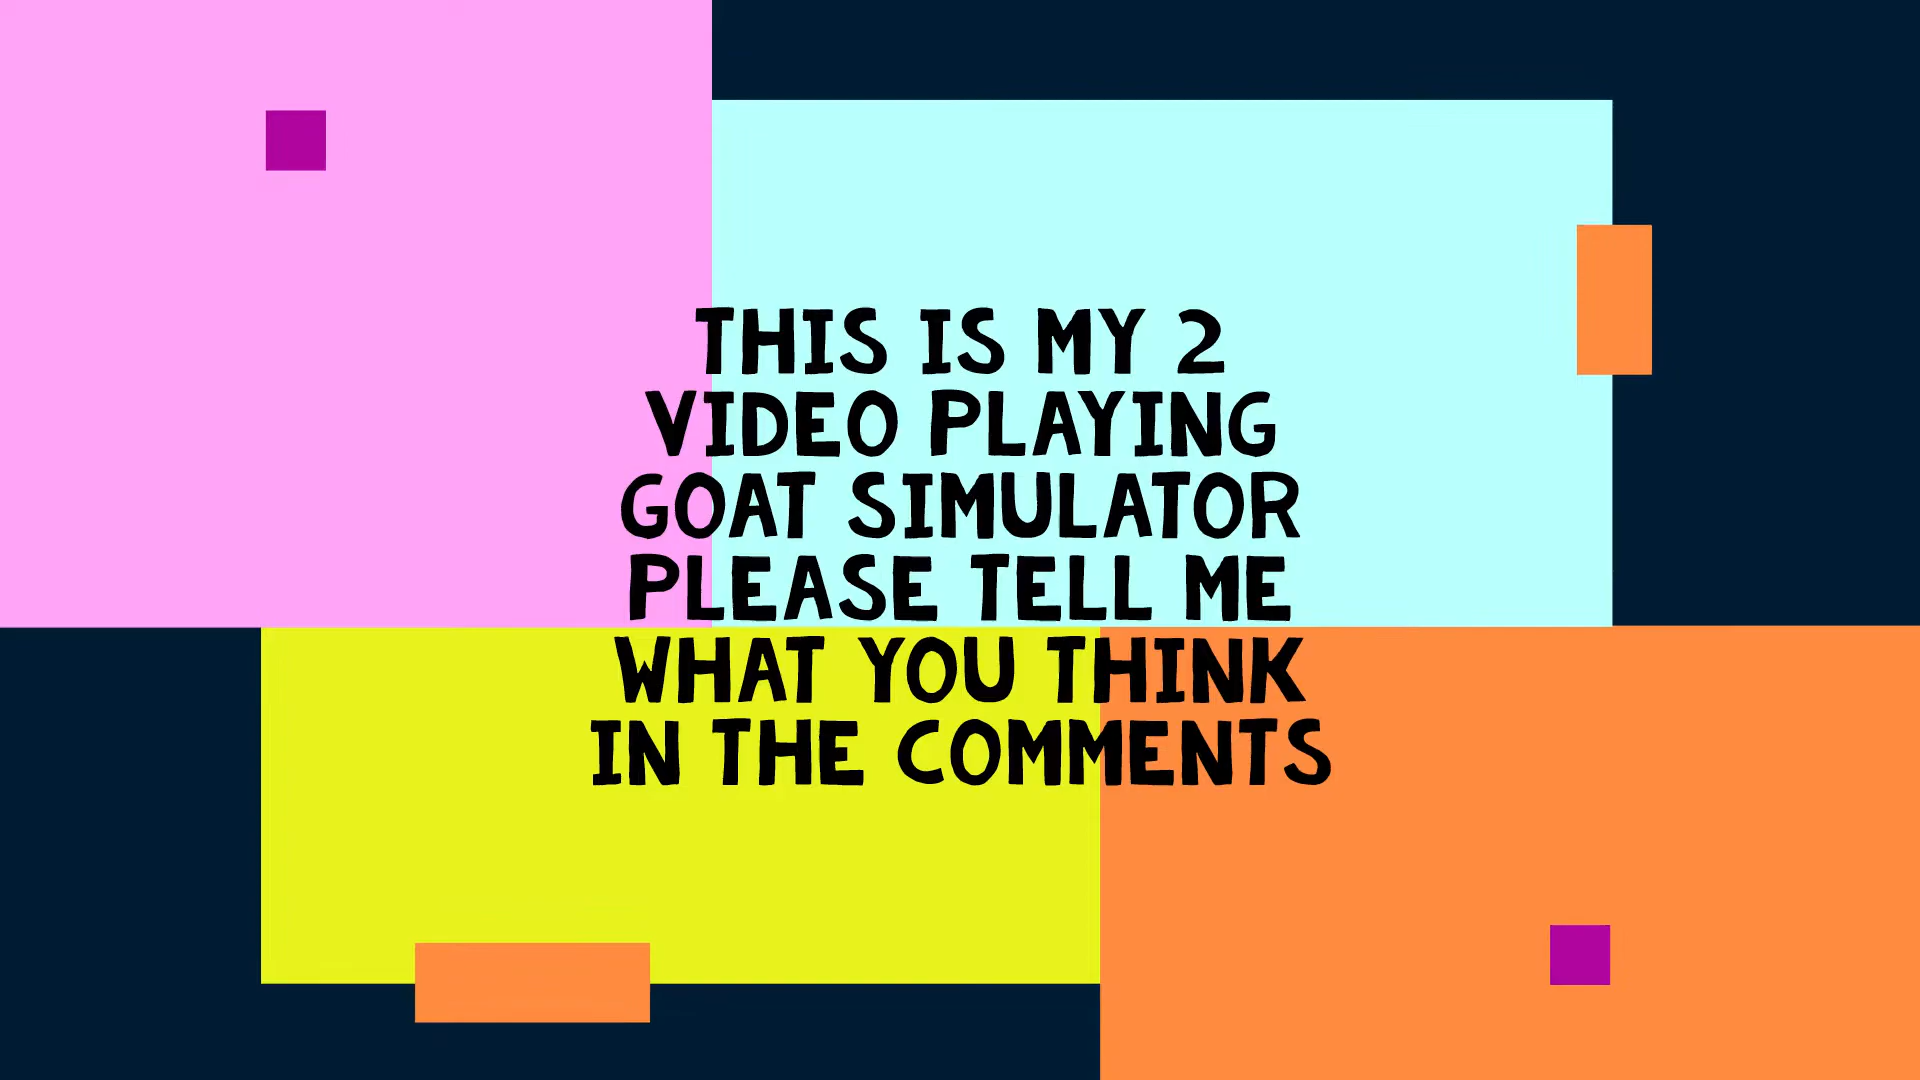 THIS IS MY 2
VIDEO PLAYING
GOAT SIMULATOR
PLEASE TELL ME
WHAT YOU THINK
IN THE COMMENTS